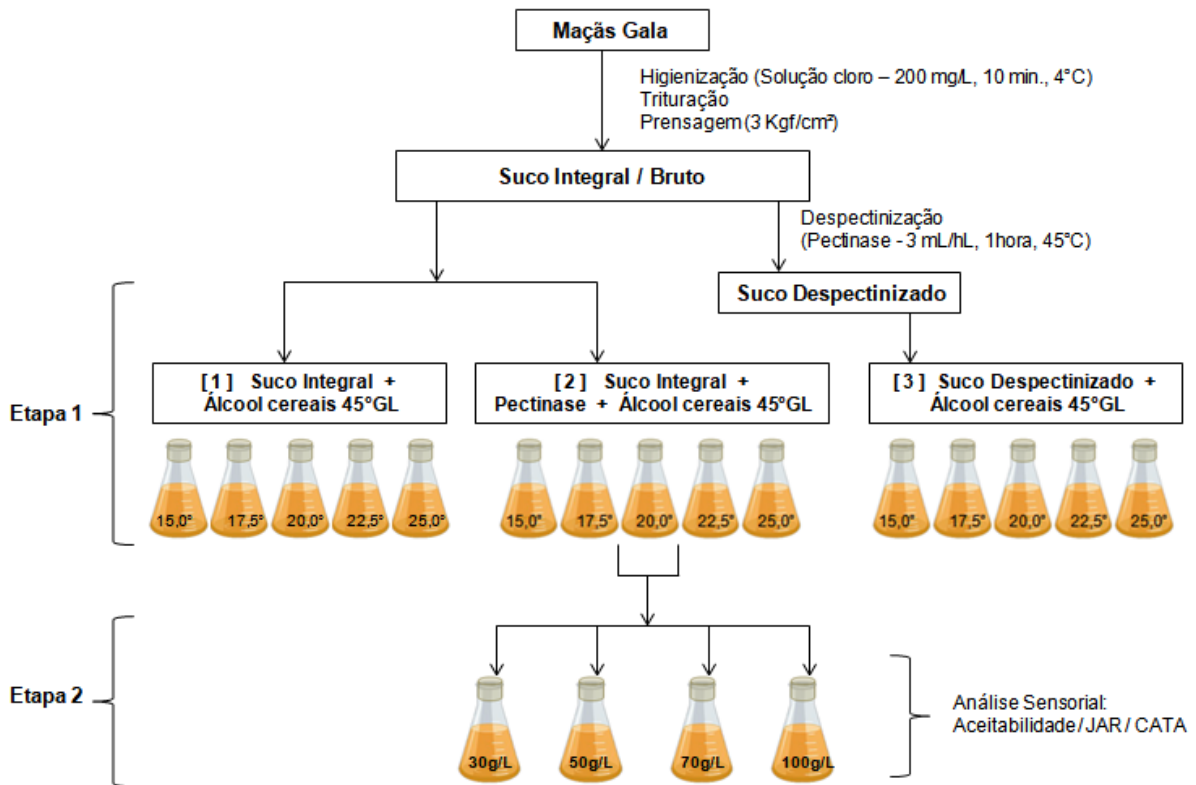 Maçãs Gala
Higienização (Solução cloro – 200 mg/L, 10 min., 4°C)
Trituração
Prensagem (3 Kgf/cm²)
Suco Integral / Bruto
Despectinização
(Pectinase - 3 mL/hL, 1hora, 45°C)
Suco Despectinizado
Etapa 1
[ 1 ] Suco Integral +
Álcool cereais 45°GL
[ 2 ] Suco Integral +
Pectinase + Álcool cereais 45°GL
[ 3 ] Suco Despectinizado +
Álcool cereais 45°GL
15,0° 17,5° 20,0° 22,5° 25,0°
15,0° 17,5° 20,0° 22,5° 25,0°
15,0° 17,5° 20,0° 22,5° 25,0°
Etapa 2
30g/L 50g/L 70g/L 100g/L
Análise Sensorial:
Aceitabilidade / JAR / CATA